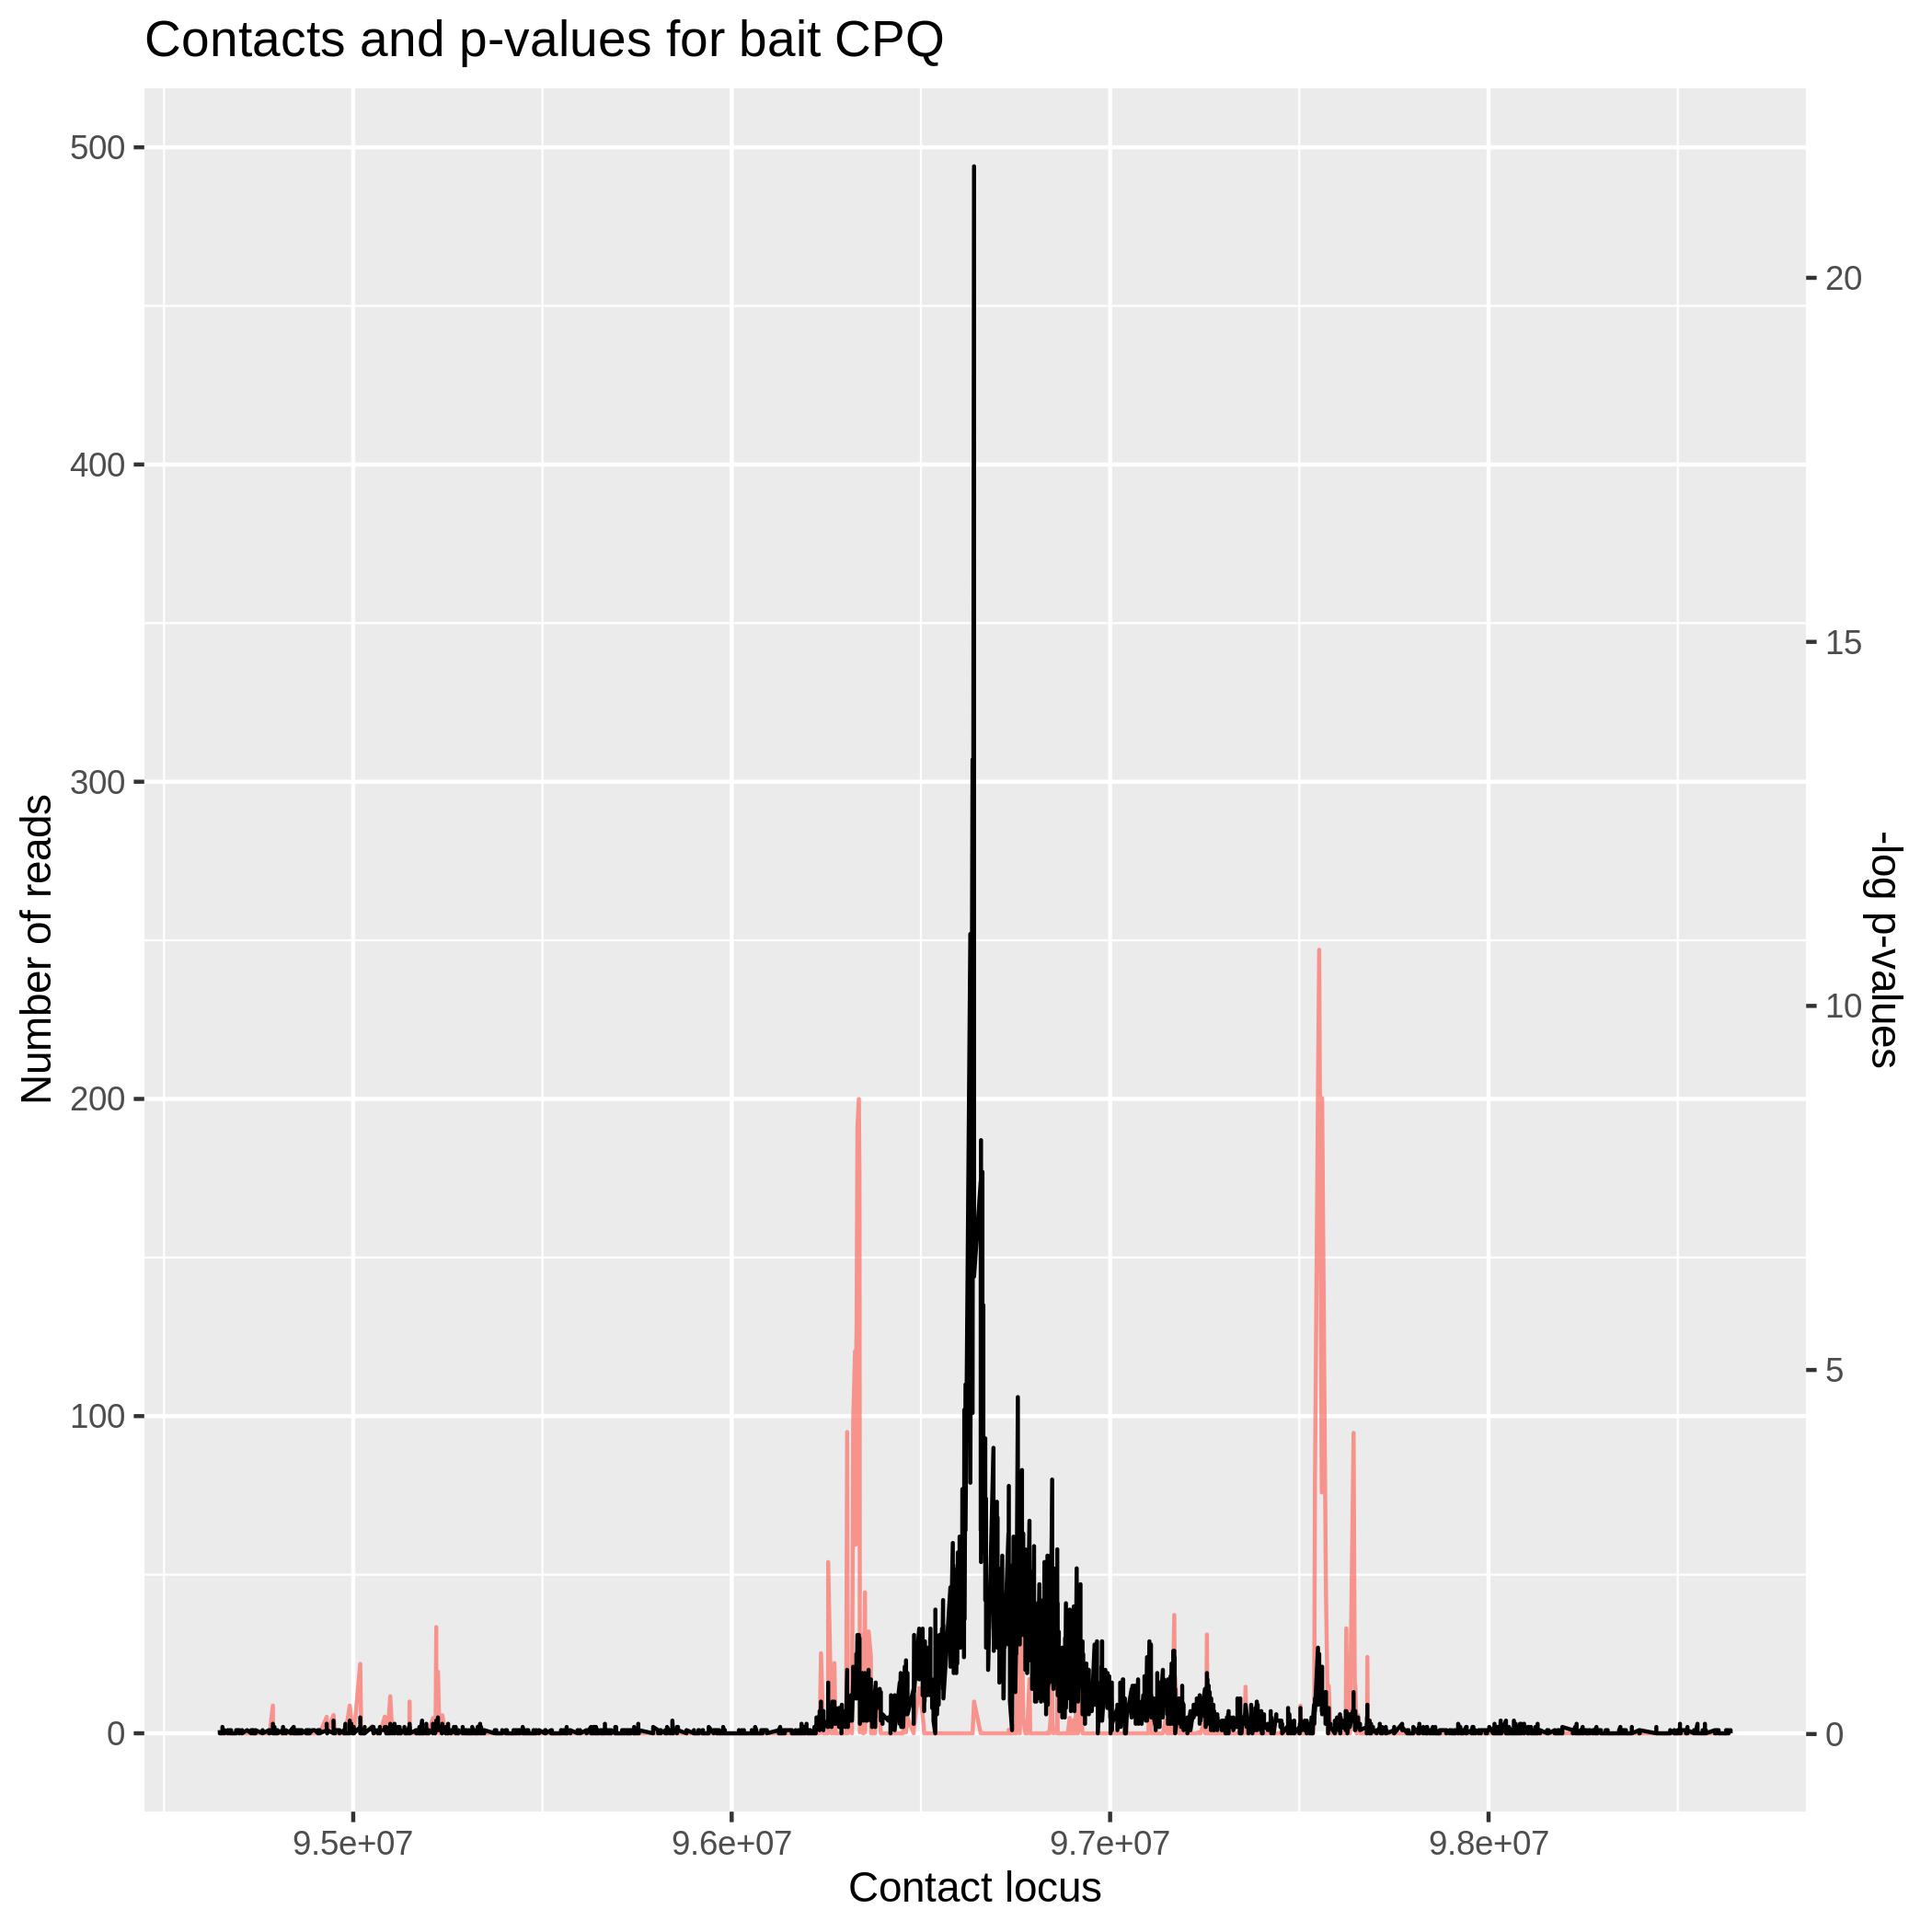 Contacts and p-values for bait CPQ
500
400
300
200
100
0
Number of reads
20
15
10
5
0
-log p-values
9.5e+07
9.6e+07
9.7e+07
9.8e+07
Contact locus